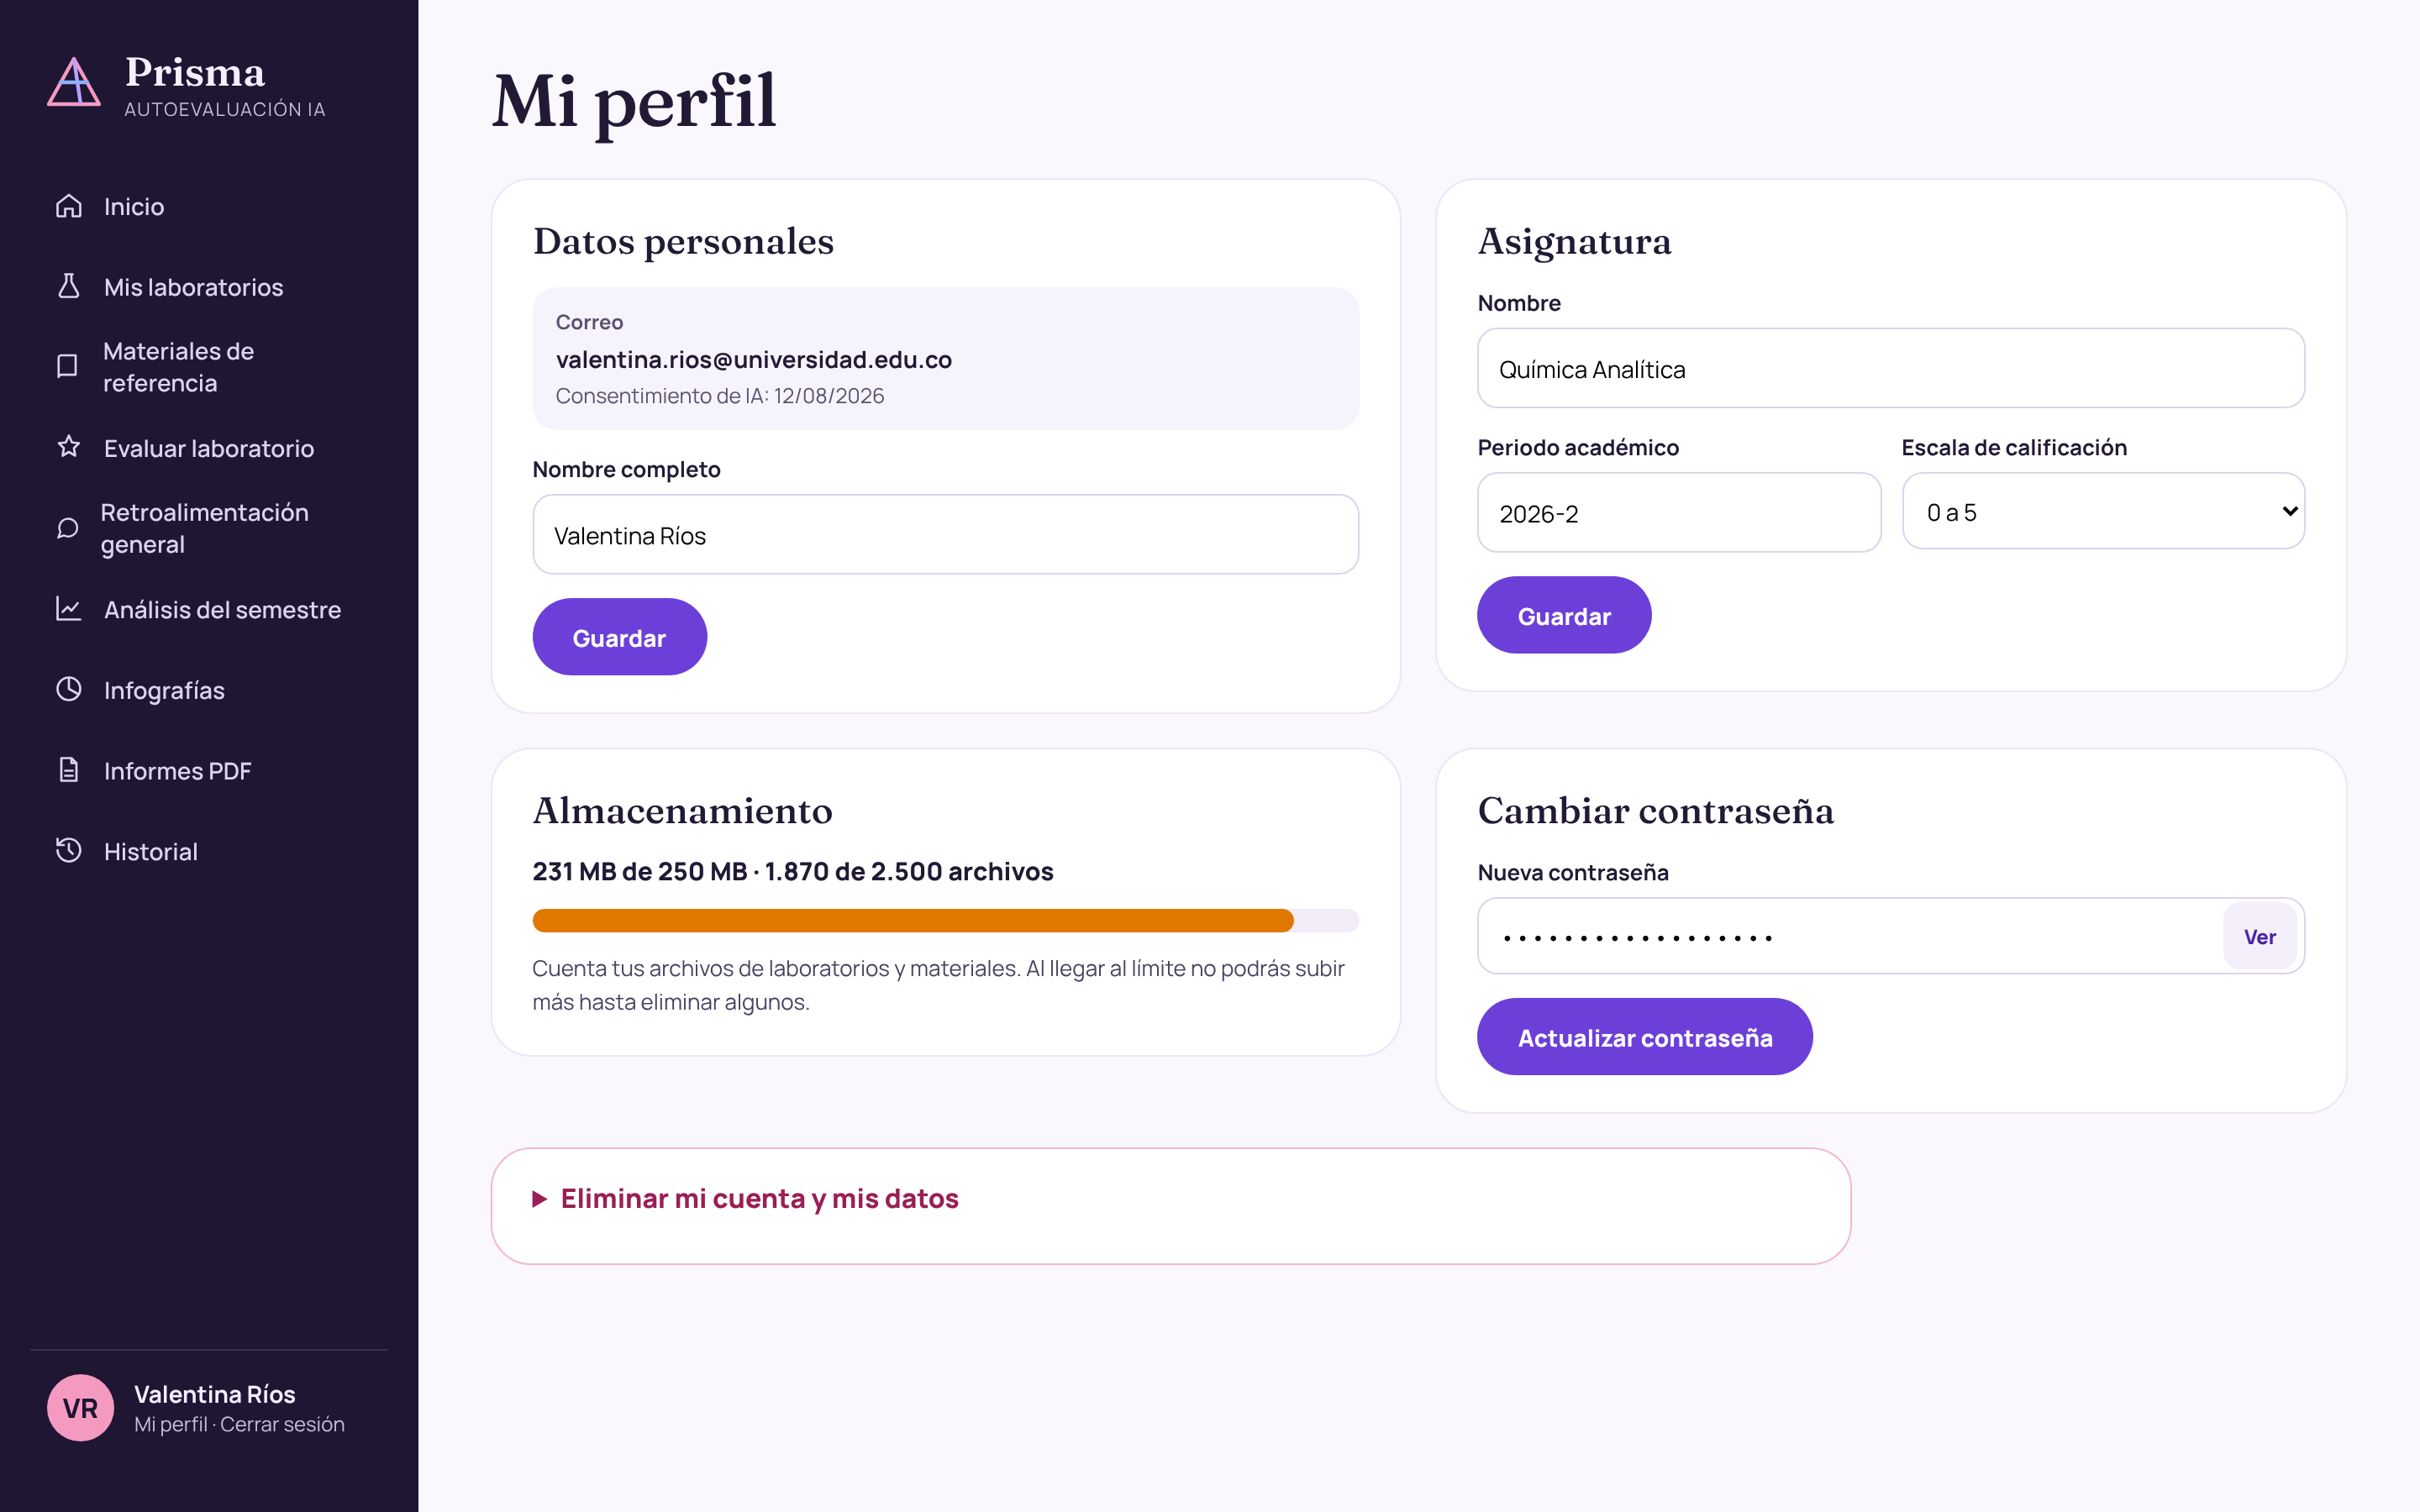 Prisma
AUTOEVALUACIÓN IA
Inicio
Mis laboratorios
Materiales de
referencia
Evaluar laboratorio
Retroalimentación
general
Análisis del semestre
Infografías
Informes PDF
Historial
VR
Valentina Ríos
Mi perfil · Cerrar sesión
Mi perfil
Datos personales
Correo
valentina.rios@universidad.edu.co
Consentimiento de IA: 12/08/2026
Nombre completo
Valentina Ríos
Guardar
Asignatura
Nombre
Química Analítica
Periodo académico
Escala de calificación
2026-2
0 a 5
Guardar
Almacenamiento
231 MB de 250 MB · 1.870 de 2.500 archivos
Cuenta tus archivos de laboratorios y materiales. Al llegar al límite no podrás subir
más hasta eliminar algunos.
Cambiar contraseña
Nueva contraseña
••••••••••••••••••
Ver
Actualizar contraseña
Eliminar mi cuenta y mis datos